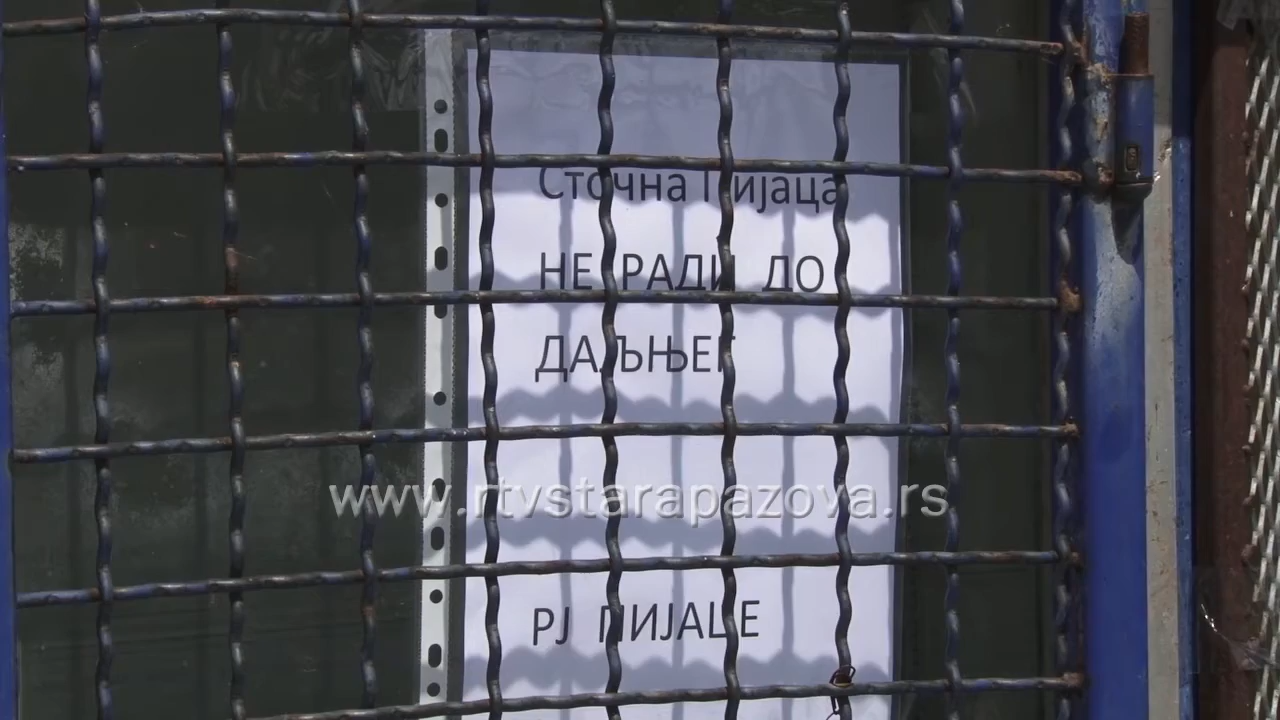 Сточна Пијаца
НЕ РАДИ ДО
ДАЉЊЕГ
www.rtvstarapazova.rs
РЈ ПИЈАЦЕ